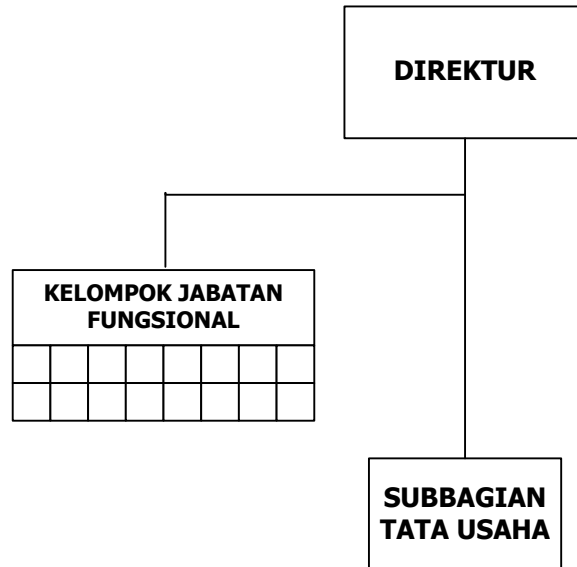 DIREKTUR
KELOMPOK JABATAN
FUNGSIONAL
SUBBAGIAN
TATA USAHA